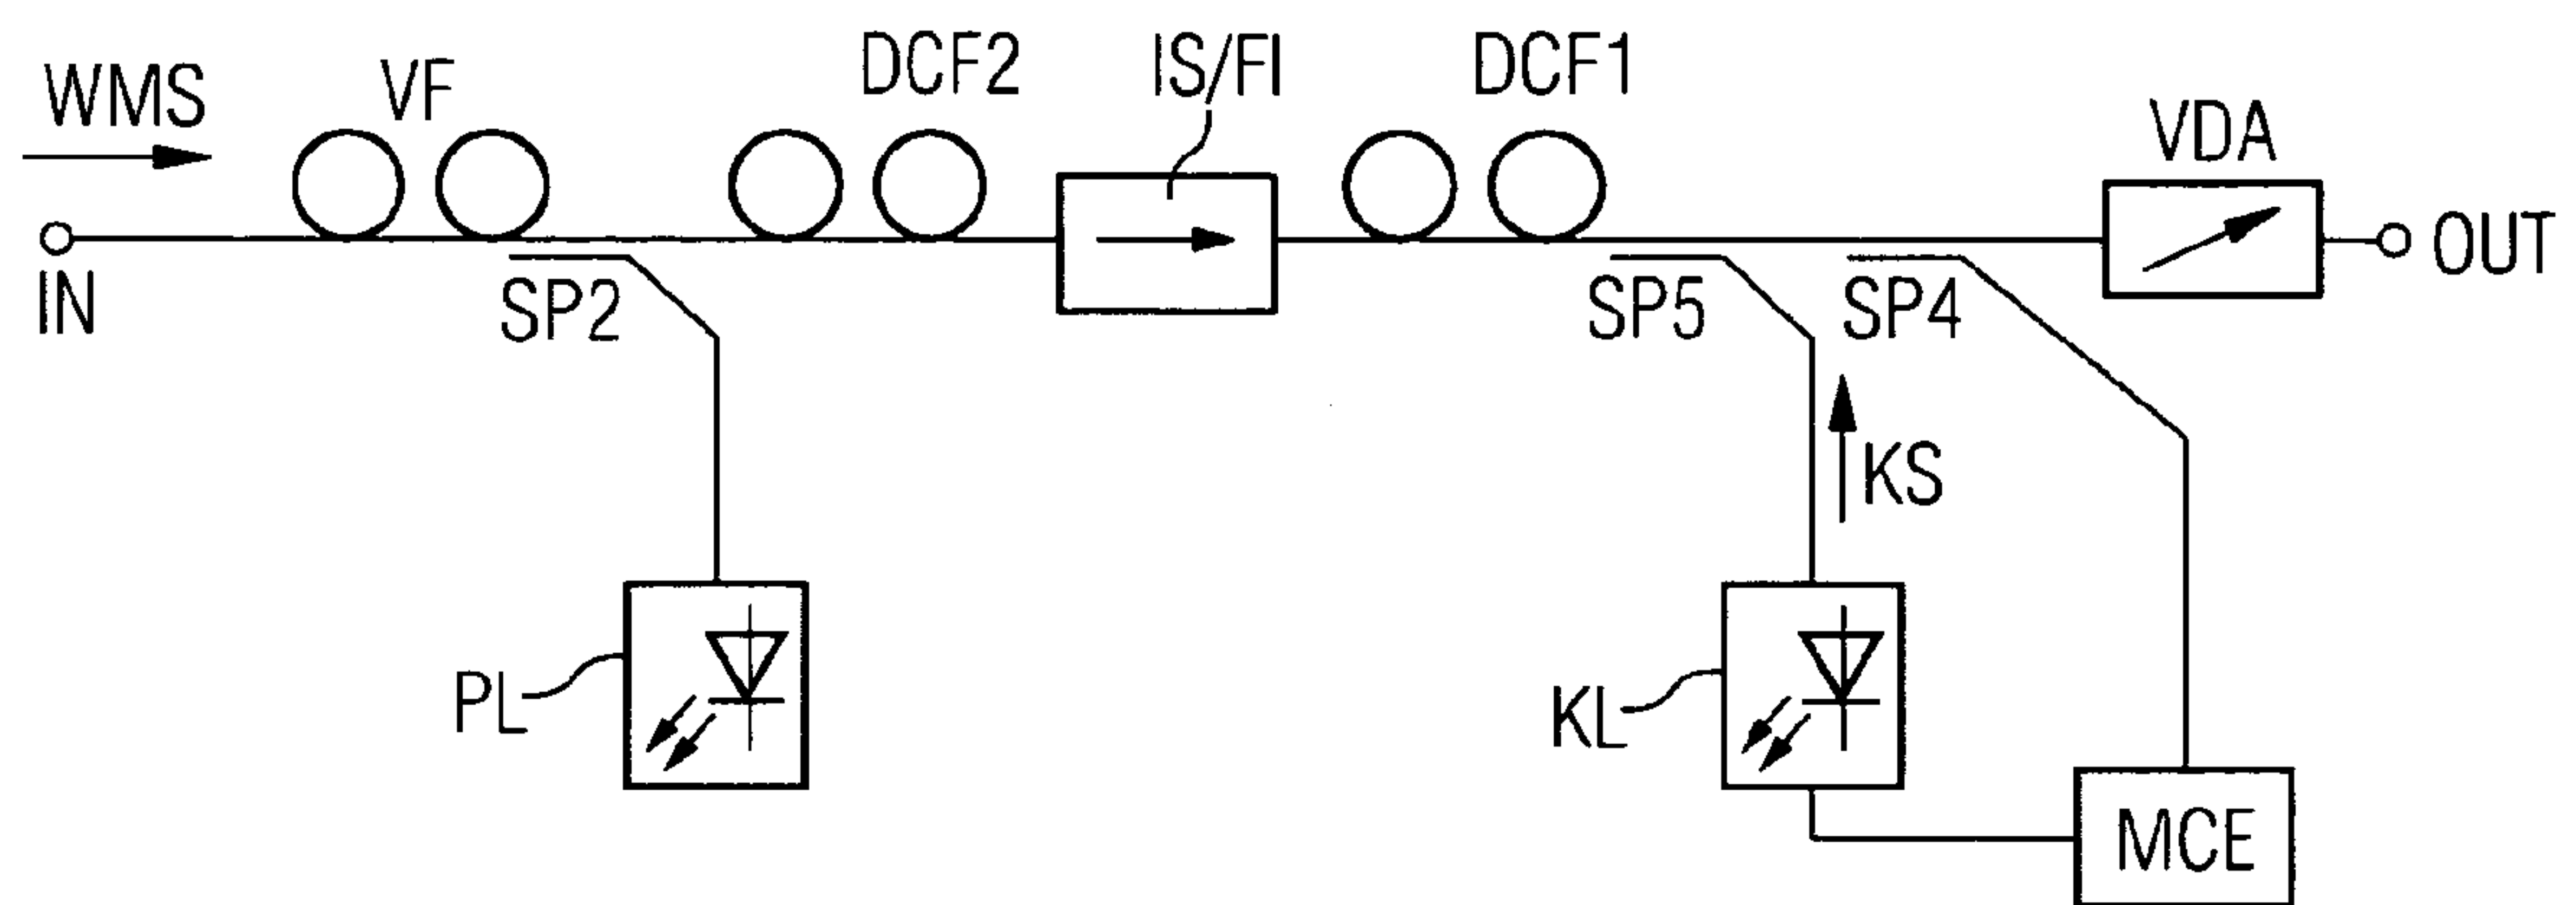 WMS
VF
DCF2
IS/FI
DCF1
VDA
IN
SP2
SP5
SP4
OUT
KS
PL
KL
MCE